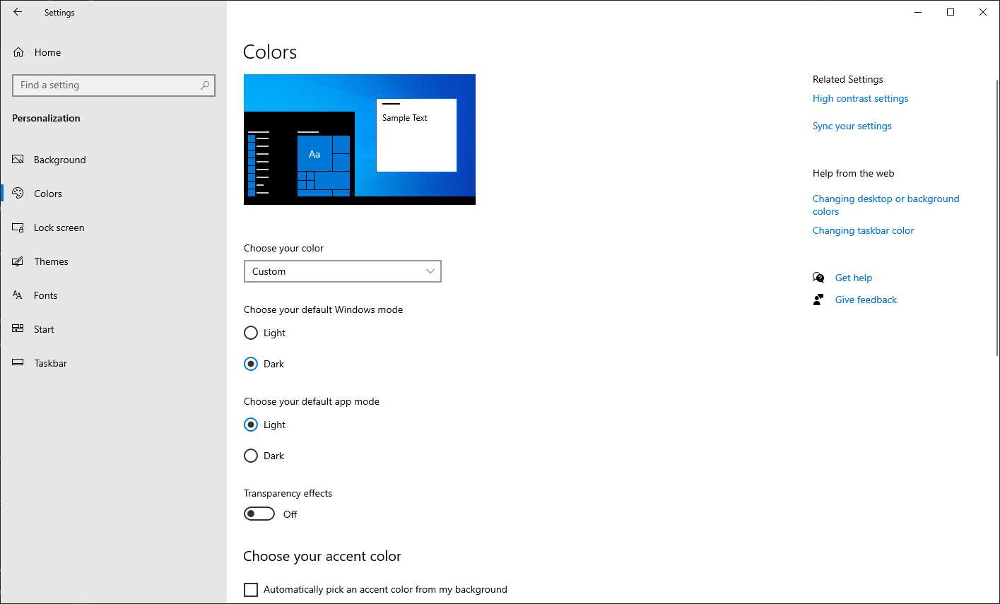 Settings
Home
Find a setting
Personalization
Background
Colors
Lock screen
Themes
Fonts
Start
Taskbar
Colors
Sample Text
Aa
Choose your color
Custom
Choose your default Windows mode
Light
Dark
Choose your default app mode
Light
Dark
Transparency effects
Off
Choose your accent color
Automatically pick an accent color from my background
Related Settings
High contrast settings
Sync your settings
Help from the web
Changing desktop or background
colors
Changing taskbar color
Get help
Give feedback